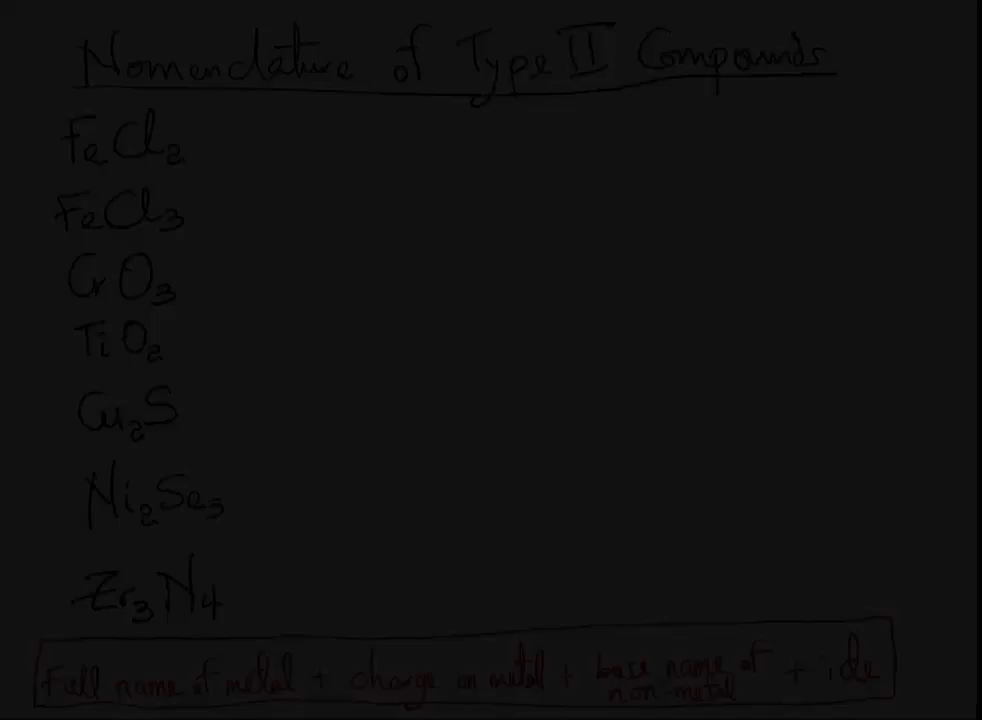 Nomenclature of Type II Compounds
FeCl₂
FeCl₃
CrO₃
TiO₂
Cu₂S
Ni₂Se₃
Zr₃N₄
Full name of metal + charge on metal + base name of non-metal + ide